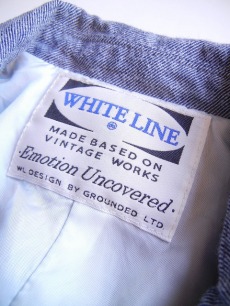 WHITE LINE
®
MADE BASED ON
VINTAGE WORKS
·Emotion Uncovered·
WL DESIGN BY GROUNDED LTD.